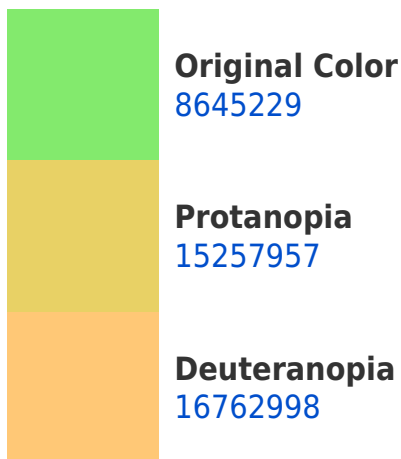 Original Color
8645229
Protanopia
15257957
Deuteranopia
16762998